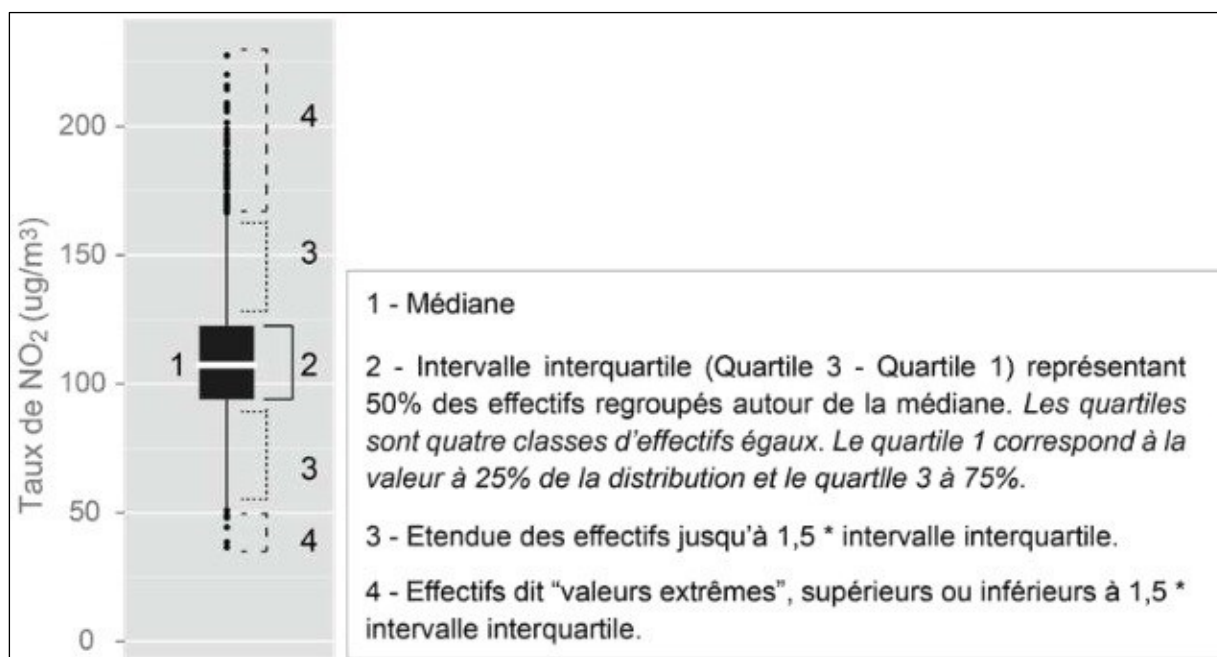 Taux de NO2 (ug/m3)
200
150
100
50
0
4
3
1
2
3
4
1 - Médiane
2 - Intervalle interquartile (Quartile 3 - Quartile 1) représentant
50% des effectifs regroupés autour de la médiane. Les quartiles
sont quatre classes d'effectifs égaux. Le quartile 1 correspond à la
valeur à 25% de la distribution et le quartlle 3 à 75%.
3 - Etendue des effectifs jusqu'à 1,5 * intervalle interquartile.
4 - Effectifs dit “valeurs extrêmes”, supérieurs ou inférieurs à 1,5 *
intervalle interquartile.